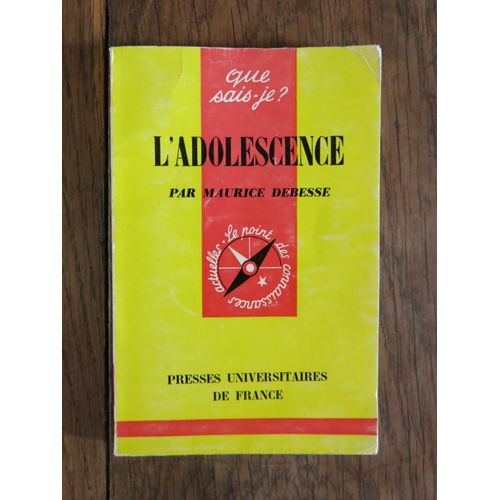 que
sais-je?
L'ADOLESCENCE
PAR MAURICE DEBESSE
Le point des connaissances actuelles
PRESSES UNIVERSITAIRES
DE FRANCE